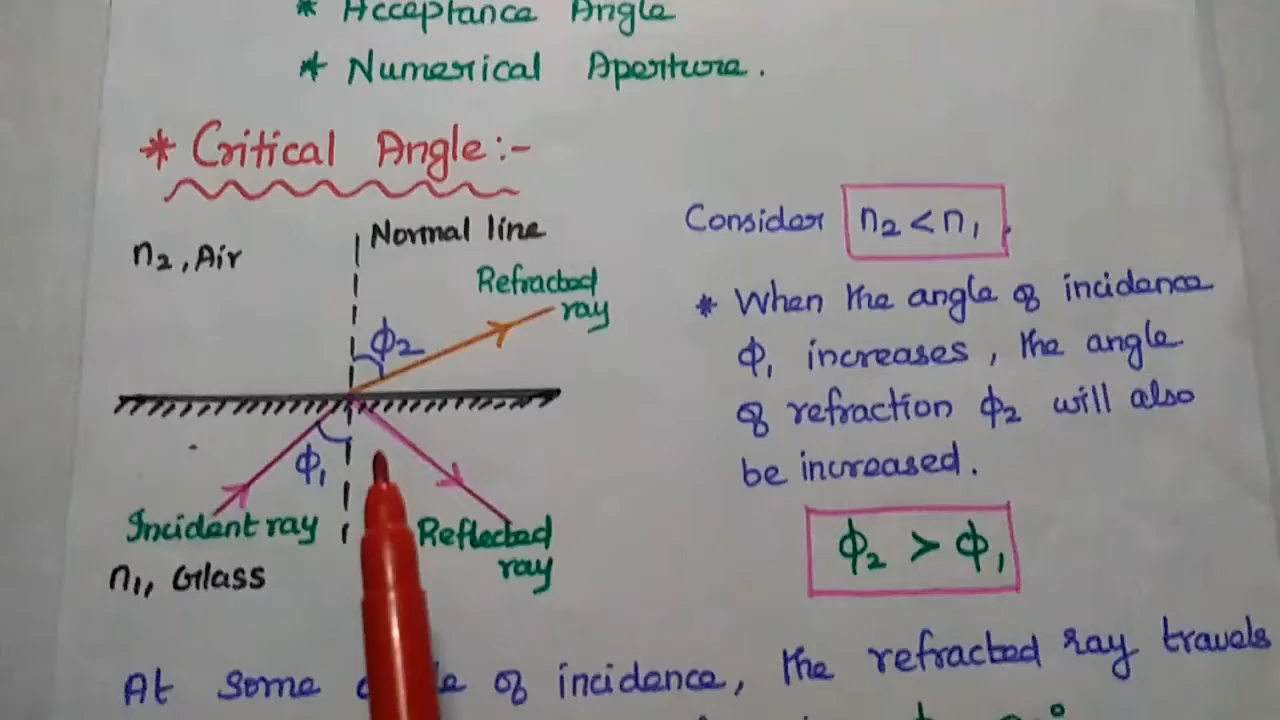 * Acceptance Angle
* Numerical Aperture.
* Critical Angle:-
n₂, Air
Normal line
Refracted
ray
ϕ₂
ϕ₁
Incident ray
n₁, Glass
Reflected
ray
Consider n₂ < n₁
* When the angle of incidence
ϕ₁ increases, the angle
of refraction ϕ₂ will also
be increased.
ϕ₂ > ϕ₁
At some of incidence, the refracted ray travels